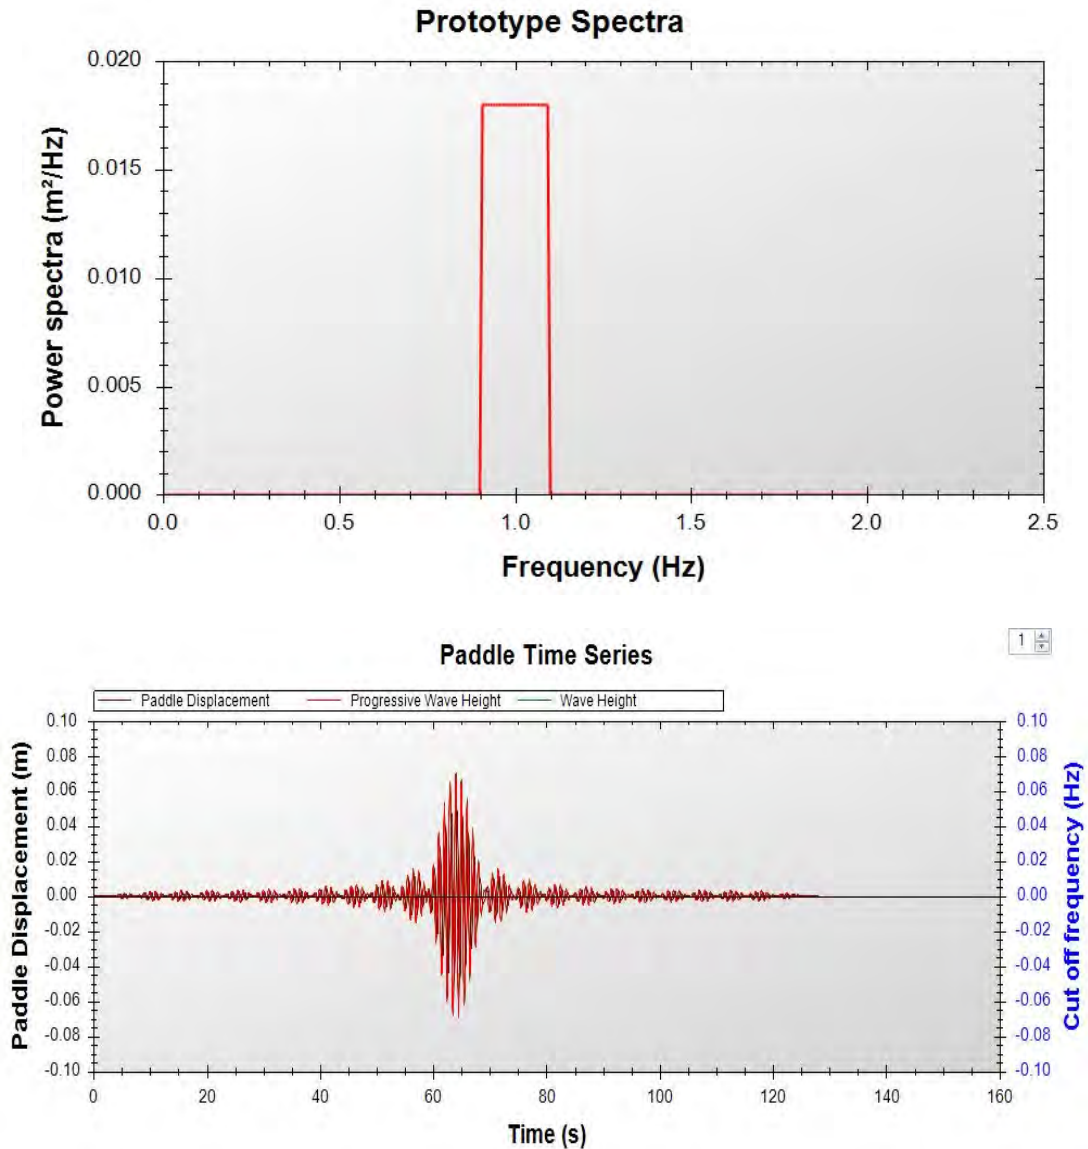 Prototype Spectra
0.020
0.015
0.010
0.005
0.000
Power spectra (m²/Hz)
0.0 0.5 1.0 1.5 2.0 2.5
Frequency (Hz)
1
Paddle Time Series
Paddle Displacement Progressive Wave Height Wave Height
0.10 0.10
0.08 0.08
0.06 0.06
0.04 0.04
0.02 0.02
0.00 0.00
-0.02 -0.02
-0.04 -0.04
-0.06 -0.06
-0.08 -0.08
-0.10 -0.10
Paddle Displacement (m)
Cut off frequency (Hz)
0 20 40 60 80 100 120 140 160
Time (s)